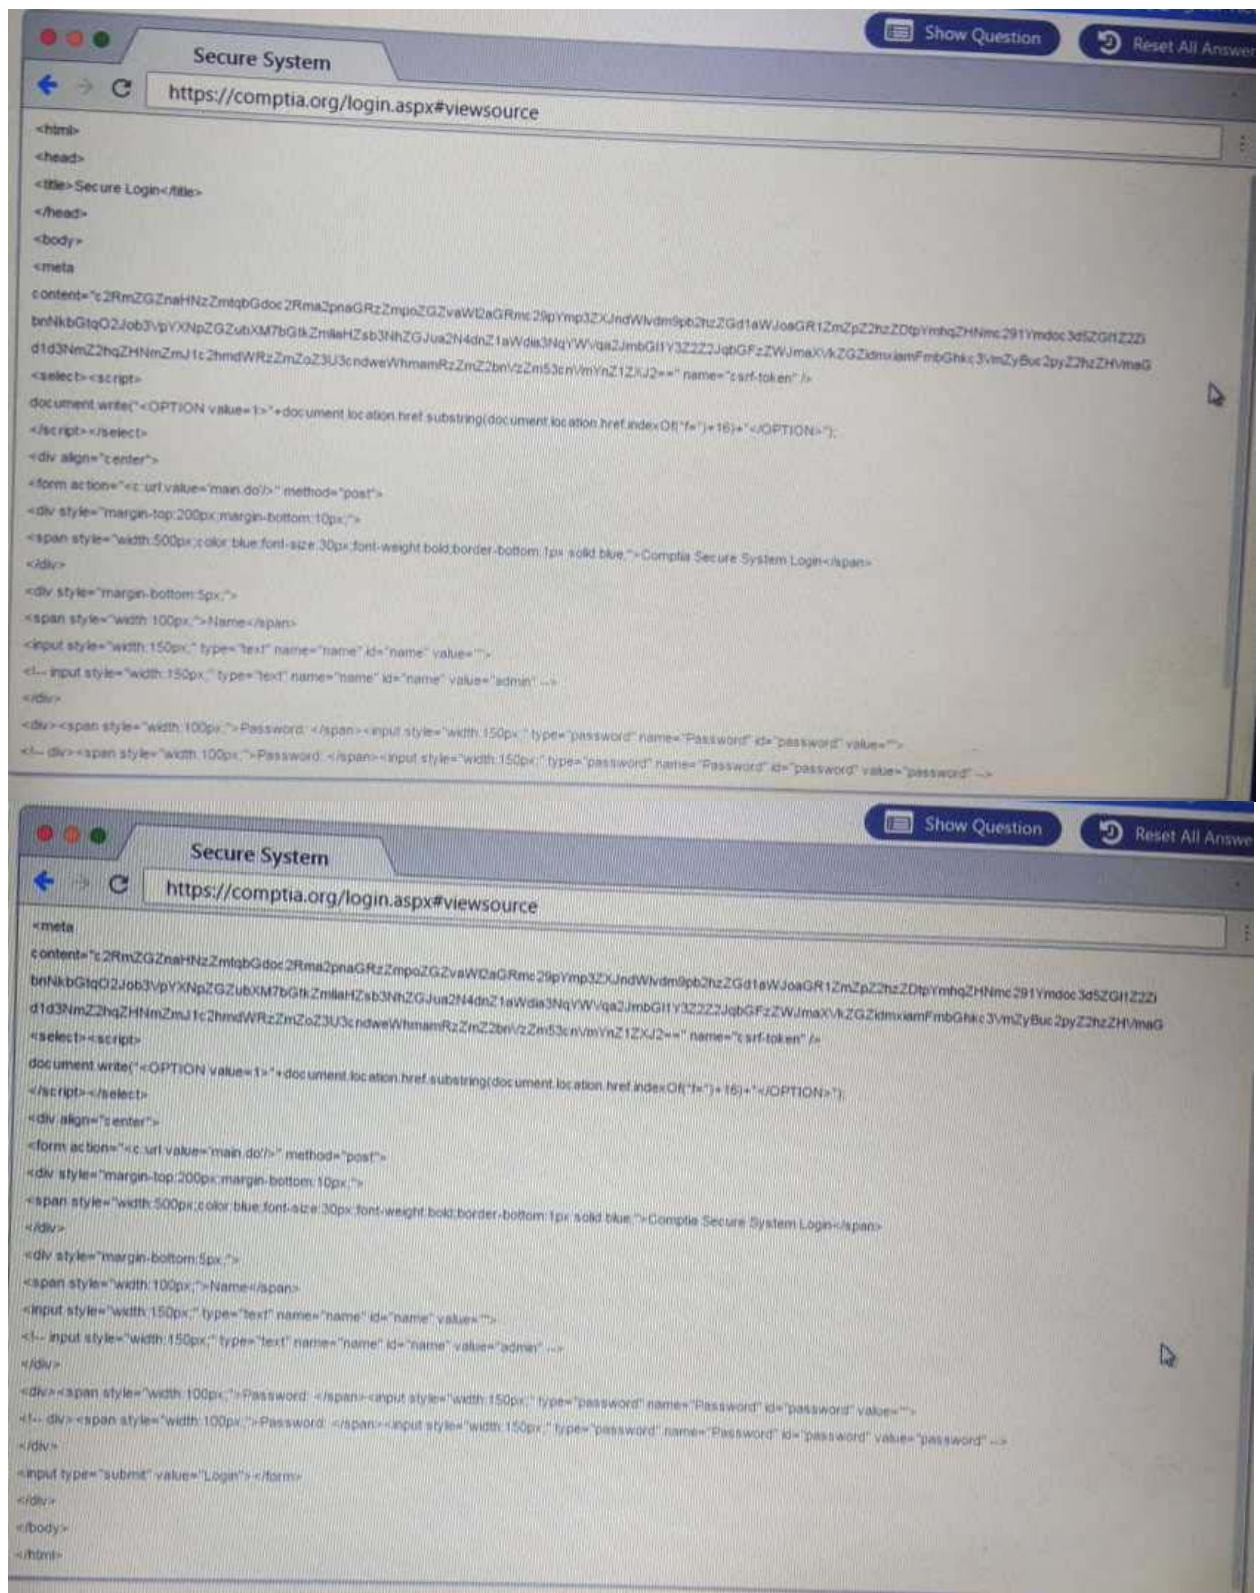 Show Question
Reset All Answer
Secure System
https://comptia.org/login.aspx#viewsource
<html>
<head>
<title>Secure Login</title>
</head>
<body>
<meta
<select><script>
document.write("<OPTION value=1>"+document.location.href.substring(document.location.href.indexOf("f=")+16)+"</OPTION>");
</script></select>
<div align="center">
<form action="<c:url value='main.do'/>" method="post">
<div style="margin-top:200px;margin-bottom:10px;">
<span style="width:500px;color:blue;font-size:30px;font-weight:bold;border-bottom:1px solid blue;">Comptia Secure System Login</span>
</div>
<div style="margin-bottom:5px;">
<span style="width:100px;">Name</span>
<input style="width:150px;" type="text" name="name" id="name" value="">
<!-- input style="width:150px;" type="text" name="name" id="name" value="admin" -->
</div>
<div><span style="width:100px;">Password: </span><input style="width:150px;" type="password" name="Password" id="password" value="">
<!-- div><span style="width:100px;">Password: </span><input style="width:150px;" type="password" name="Password" id="password" value="password" -->
Show Question
Reset All Answe
Secure System
https://comptia.org/login.aspx#viewsource
<meta
<select><script>
document.write("<OPTION value=1>"+document.location.href.substring(document.location.href.indexOf("f=")+16)+"</OPTION>");
</script></select>
<div align="center">
<form action="<c:url value='main.do'/>" method="post">
<div style="margin-top:200px;margin-bottom:10px;">
<span style="width:500px;color:blue;font-size:30px;font-weight:bold;border-bottom:1px solid blue;">Comptia Secure System Login</span>
</div>
<div style="margin-bottom:5px;">
<span style="width:100px;">Name</span>
<input style="width:150px;" type="text" name="name" id="name" value="">
<!-- input style="width:150px;" type="text" name="name" id="name" value="admin" -->
</div>
<div><span style="width:100px;">Password: </span><input style="width:150px;" type="password" name="Password" id="password" value="">
<!-- div><span style="width:100px;">Password: </span><input style="width:150px;" type="password" name="Password" id="password" value="password" -->
</div>
<input type="submit" value="Login"></form>
</div>
</body>
</html>